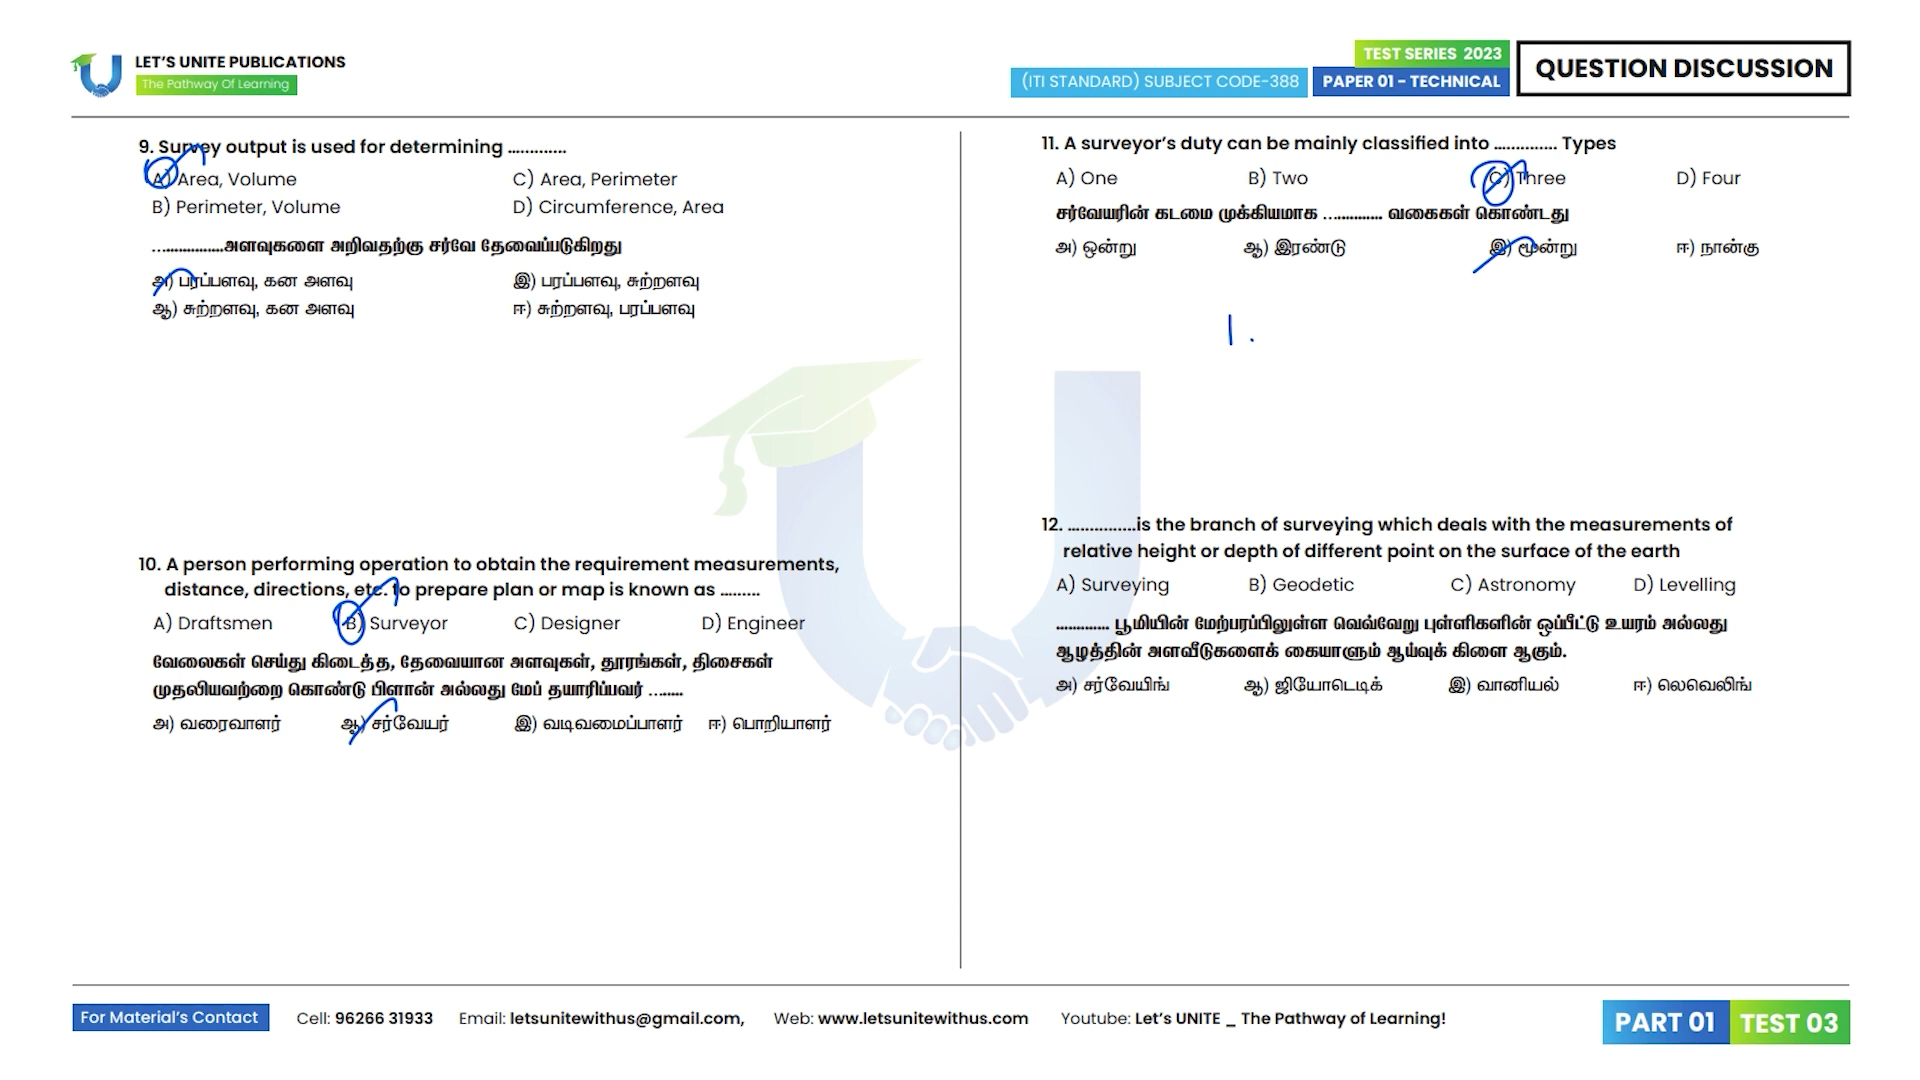 LET'S UNITE PUBLICATIONS
The Pathway Of Learning
TEST SERIES 2023
(ITI STANDARD) SUBJECT CODE-388
PAPER 01 - TECHNICAL
QUESTION DISCUSSION
9. Survey output is used for determining .............
A) Area, Volume
C) Area, Perimeter
B) Perimeter, Volume
D) Circumference, Area
..................அளவுகளை அறிவதற்கு சர்வே தேவைப்படுகிறது
அ) பரப்பளவு, கன அளவு
இ) பரப்பளவு, சுற்றளவு
ஆ) சுற்றளவு, கன அளவு
ஈ) சுற்றளவு, பரப்பளவு
10. A person performing operation to obtain the requirement measurements,
distance, directions, etc. to prepare plan or map is known as .........
A) Draftsmen B) Surveyor C) Designer D) Engineer
வேலைகள் செய்து கிடைத்த, தேவையான அளவுகள், தூரங்கள், திசைகள்
முதலியவற்றை கொண்டு பிளான் அல்லது மேப் தயாரிப்பவர் ........
அ) வரைவாளர் ஆ) சர்வேயர் இ) வடிவமைப்பாளர் ஈ) பொறியாளர்
11. A surveyor's duty can be mainly classified into .............. Types
A) One B) Two C) Three D) Four
சர்வேயரின் கடமை முக்கியமாக .............. வகைகள் கொண்டது
அ) ஒன்று ஆ) இரண்டு இ) மூன்று ஈ) நான்கு
1.
12. ...............is the branch of surveying which deals with the measurements of
relative height or depth of different point on the surface of the earth
A) Surveying B) Geodetic C) Astronomy D) Levelling
............. பூமியின் மேற்பரப்பிலுள்ள வெவ்வேறு புள்ளிகளின் ஒப்பீட்டு உயரம் அல்லது
ஆழத்தின் அளவீடுகளைக் கையாளும் ஆய்வுக் கிளை ஆகும்.
அ) சர்வேயிங் ஆ) ஜியோடெடிக் இ) வானியல் ஈ) லெவெலிங்
For Material's Contact
Cell: 96266 31933 Email: letsunitewithus@gmail.com, Web: www.letsunitewithus.com Youtube: Let's UNITE _ The Pathway of Learning!
PART 01 TEST 03